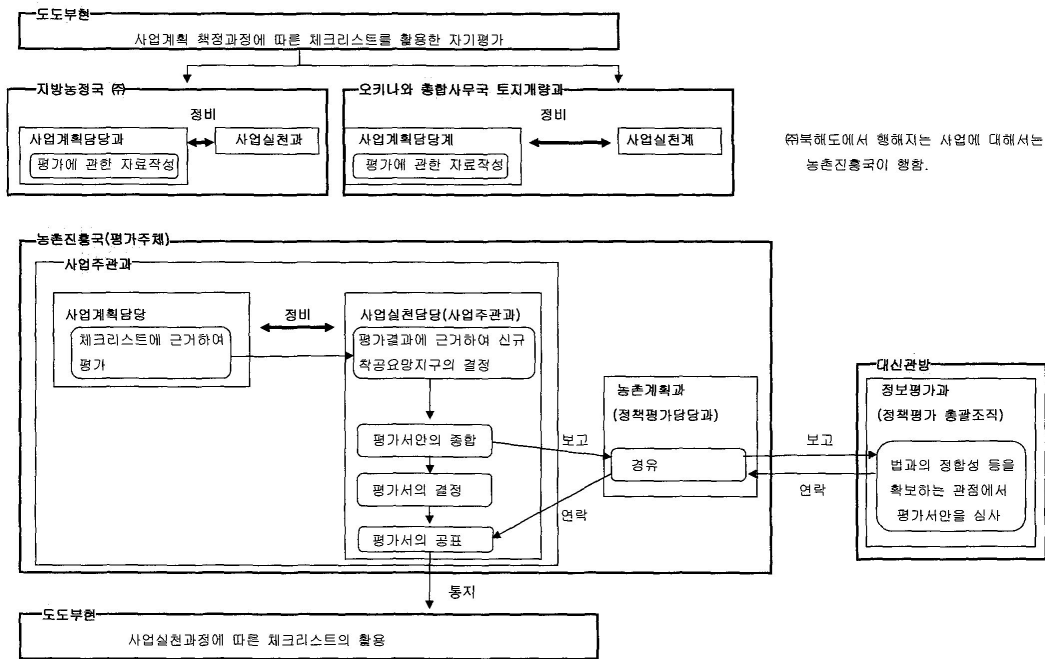 도도부현
사업계획 책정과정에 따른 체크리스트를 활용한 자기평가
지방농정국 ㈜
정비
사업계획담당과
사업실천과
평가에 관한 자료작성
오키나와 총합사무국 토지개량과
정비
사업계획담당계
사업실천계
평가에 관한 자료작성
㈜북해도에서 행해지는 사업에 대해서는
농촌진흥국이 행함.
농촌진흥국(평가주체)
사업주관과
사업계획담당
체크리스트에 근거하여
평가
정비
사업실천담당(사업주관과)
평가결과에 근거하여 신규
착공요망지구의 결정
평가서안의 종합
평가서의 결정
평가서의 공표
보고
연락
농촌계획과
(정책평가담당과)
경유
보고
연락
대신관방
정보평가과
(정책평가 총괄조직)
법과의 정합성 등을
확보하는 관점에서
평가서안을 심사
통지
도도부현
사업실천과정에 따른 체크리스트의 활용